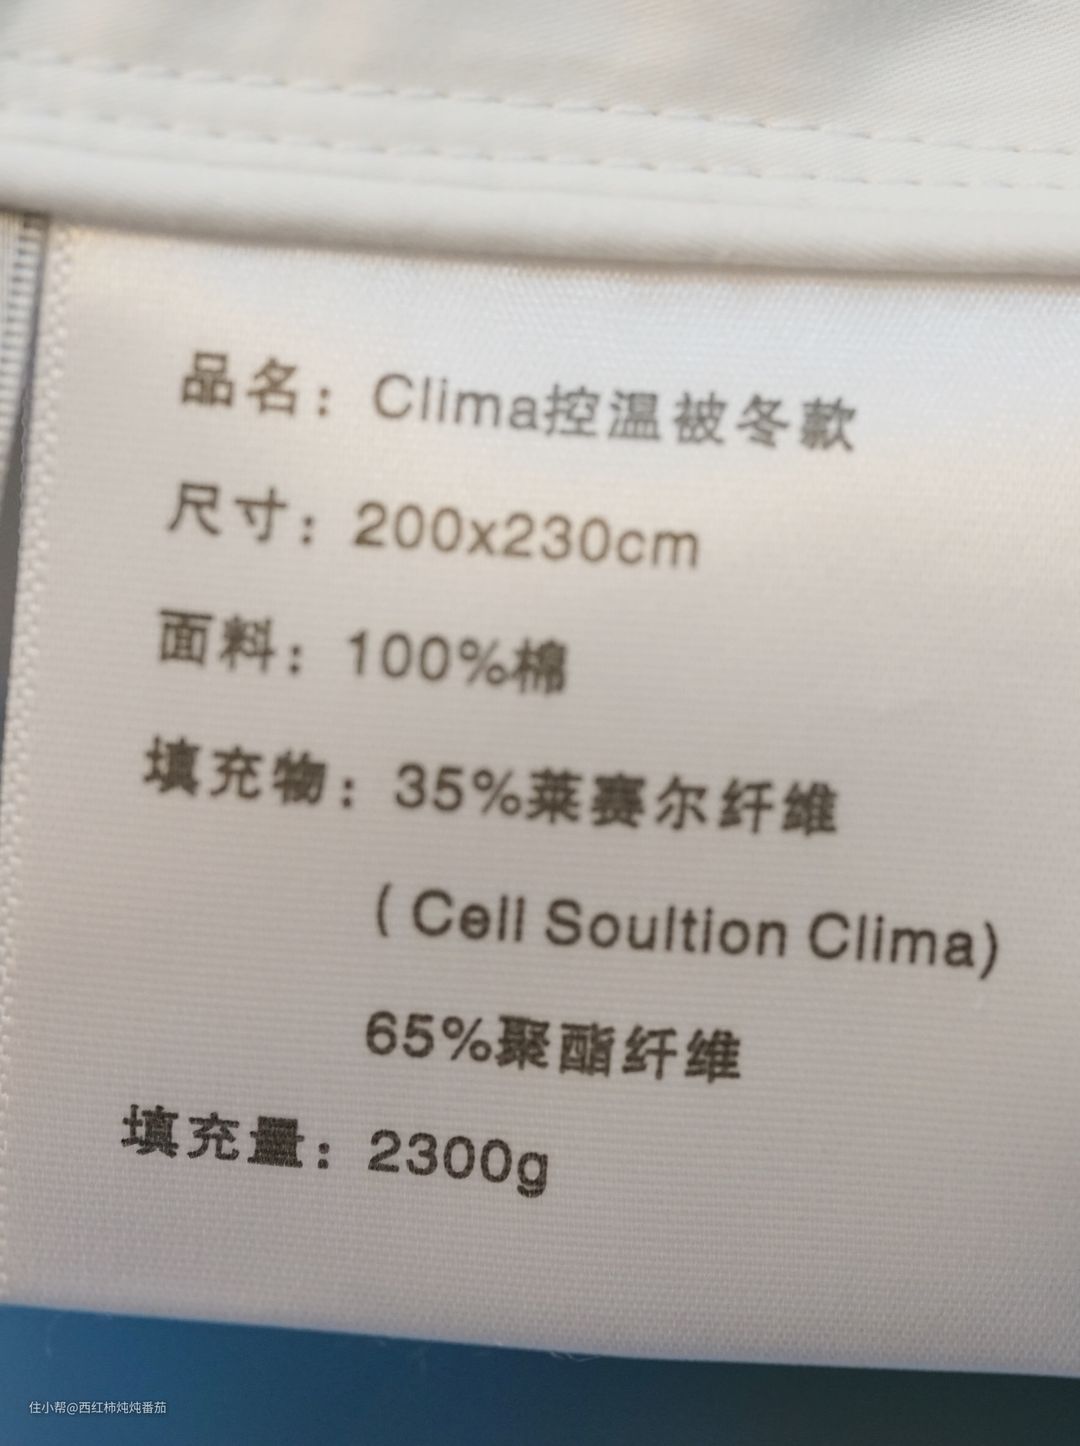 品名：Clima控温被冬款
尺寸：200x230cm
面料：100%棉
填充物：35%莱赛尔纤维
( Cell Soultion Clima)
65%聚酯纤维
填充量：2300g
住小帮@西红柿炖炖番茄